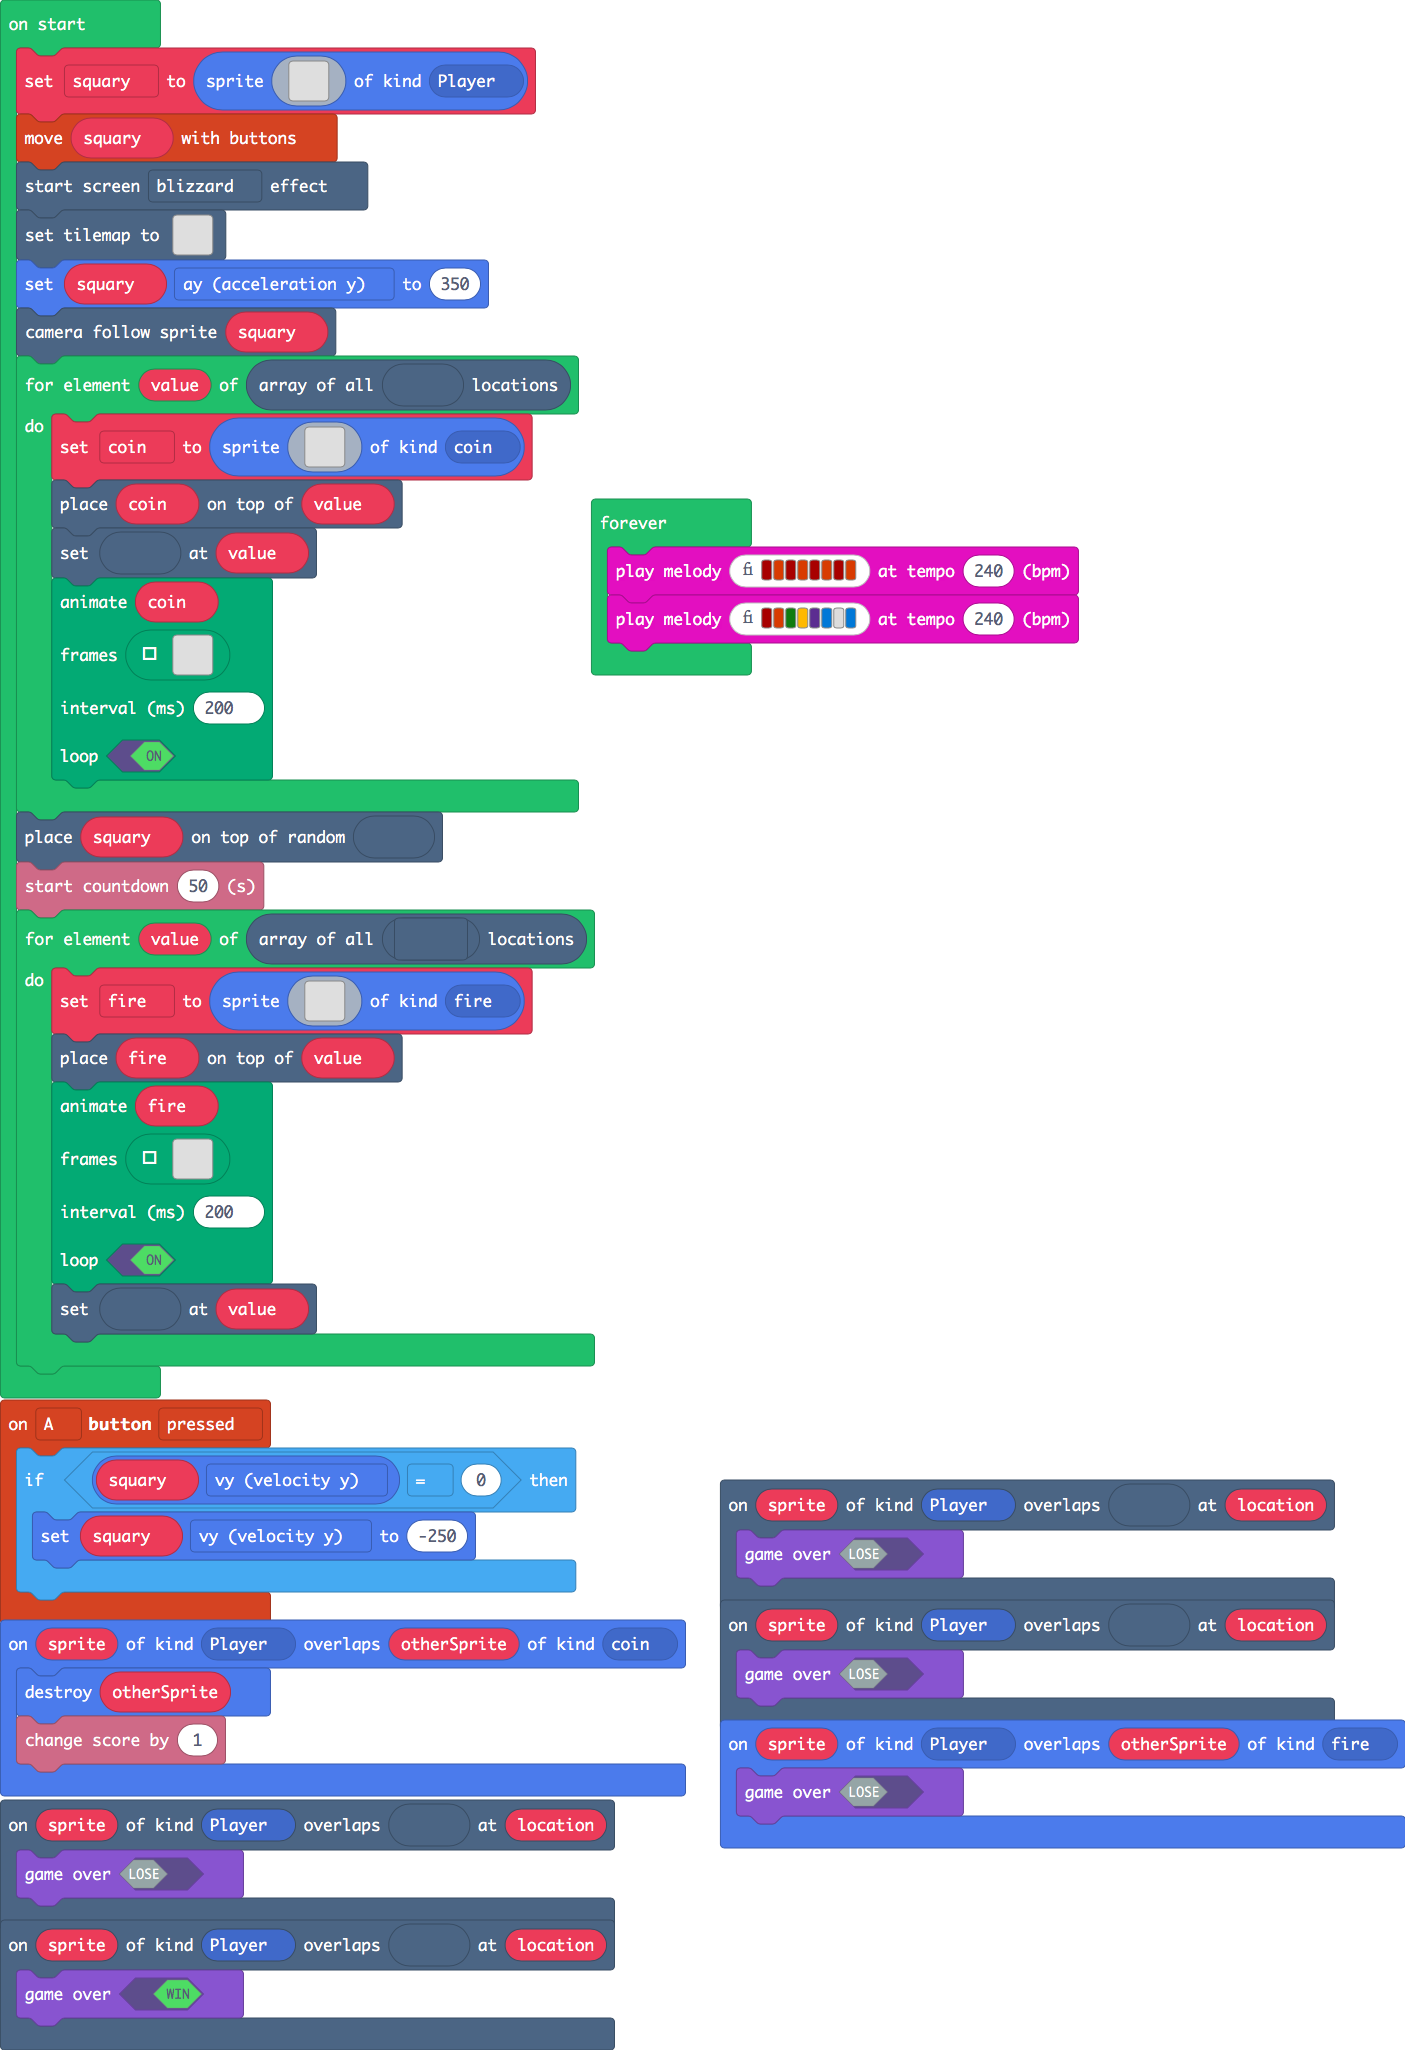 on start
set squary to sprite of kind Player
move squary with buttons
start screen blizzard effect
set tilemap to
set squary ay (acceleration y) to 350
camera follow sprite squary
for element value of array of all locations
do
set coin to sprite of kind coin
place coin on top of value
set at value
animate coin
frames
interval (ms) 200
loop ON
place squary on top of random
start countdown 50 (s)
for element value of array of all locations
do
set fire to sprite of kind fire
place fire on top of value
animate fire
frames
interval (ms) 200
loop ON
set at value
forever
play melody at tempo 240 (bpm)
play melody at tempo 240 (bpm)
on A button pressed
if squary vy (velocity y) = 0 then
set squary vy (velocity y) to -250
on sprite of kind Player overlaps otherSprite of kind coin
destroy otherSprite
change score by 1
on sprite of kind Player overlaps at location
game over LOSE
on sprite of kind Player overlaps at location
game over WIN
on sprite of kind Player overlaps at location
game over LOSE
on sprite of kind Player overlaps at location
game over LOSE
on sprite of kind Player overlaps otherSprite of kind fire
game over LOSE